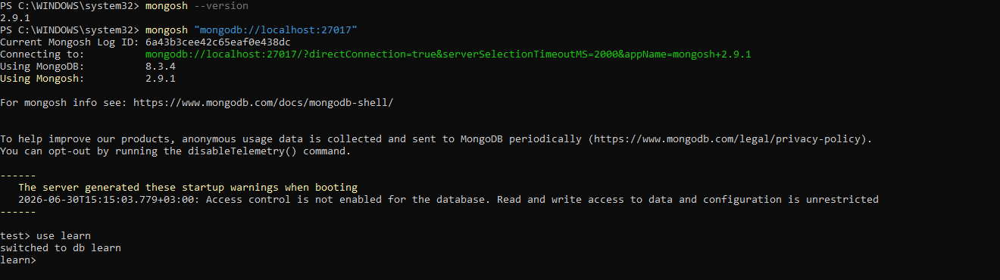 PS C:\WINDOWS\system32> mongosh --version
2.9.1
PS C:\WINDOWS\system32> mongosh "mongodb://localhost:27017"
Current Mongosh Log ID: 6a43b3cee42c65eaf0e438dc
Connecting to:          mongodb://localhost:27017/?directConnection=true&serverSelectionTimeoutMS=2000&appName=mongosh+2.9.1
Using MongoDB:          8.3.4
Using Mongosh:          2.9.1
For mongosh info see: https://www.mongodb.com/docs/mongodb-shell/
To help improve our products, anonymous usage data is collected and sent to MongoDB periodically (https://www.mongodb.com/legal/privacy-policy).
You can opt-out by running the disableTelemetry() command.
------
   The server generated these startup warnings when booting
   2026-06-30T15:15:03.779+03:00: Access control is not enabled for the database. Read and write access to data and configuration is unrestricted
------
test> use learn
switched to db learn
learn>